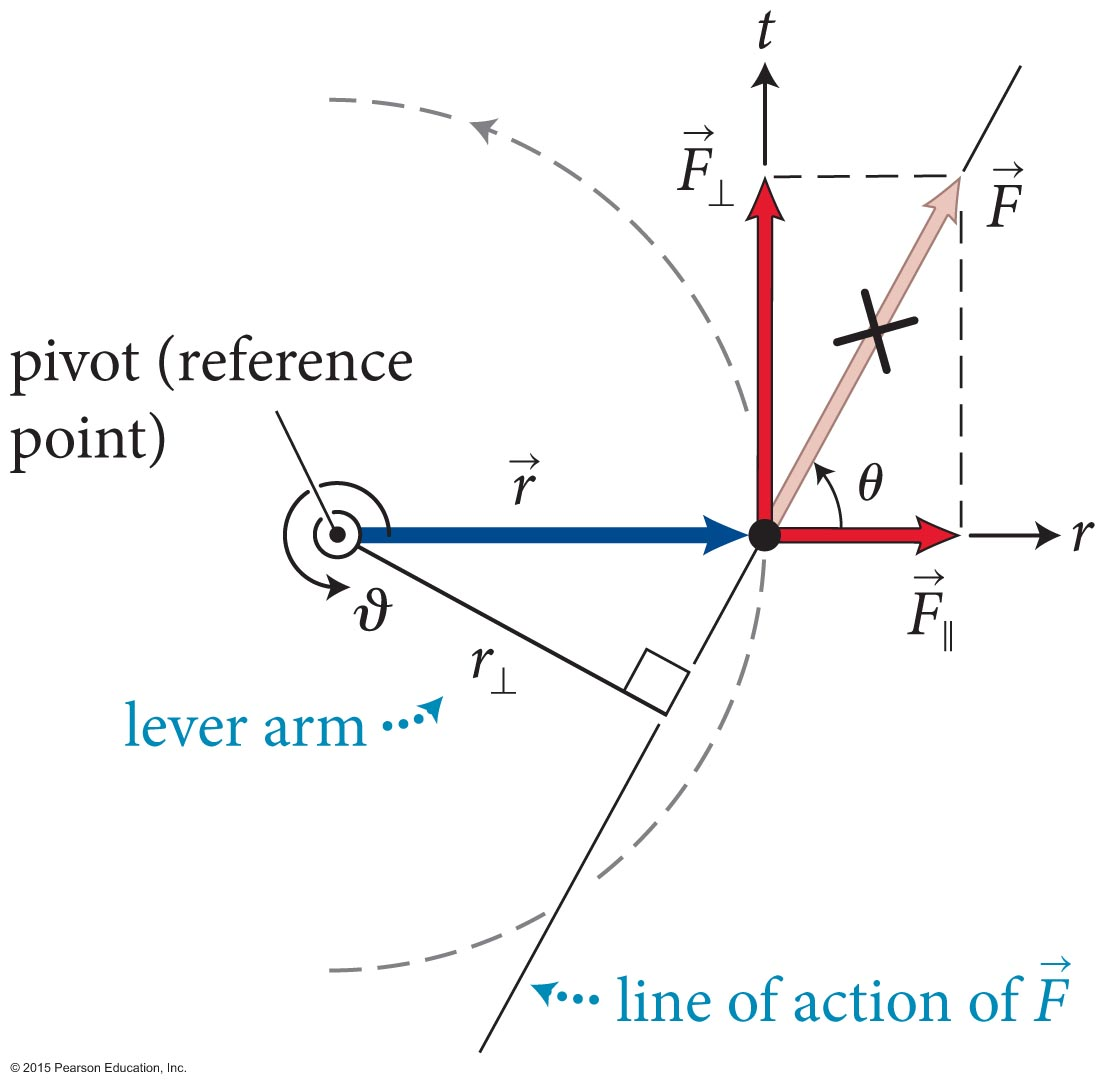 t
F⃗⊥
F⃗
pivot (reference
point)
r⃗
θ
r
ϑ
F⃗∥
r⊥
lever arm
line of action of F⃗
© 2015 Pearson Education, Inc.